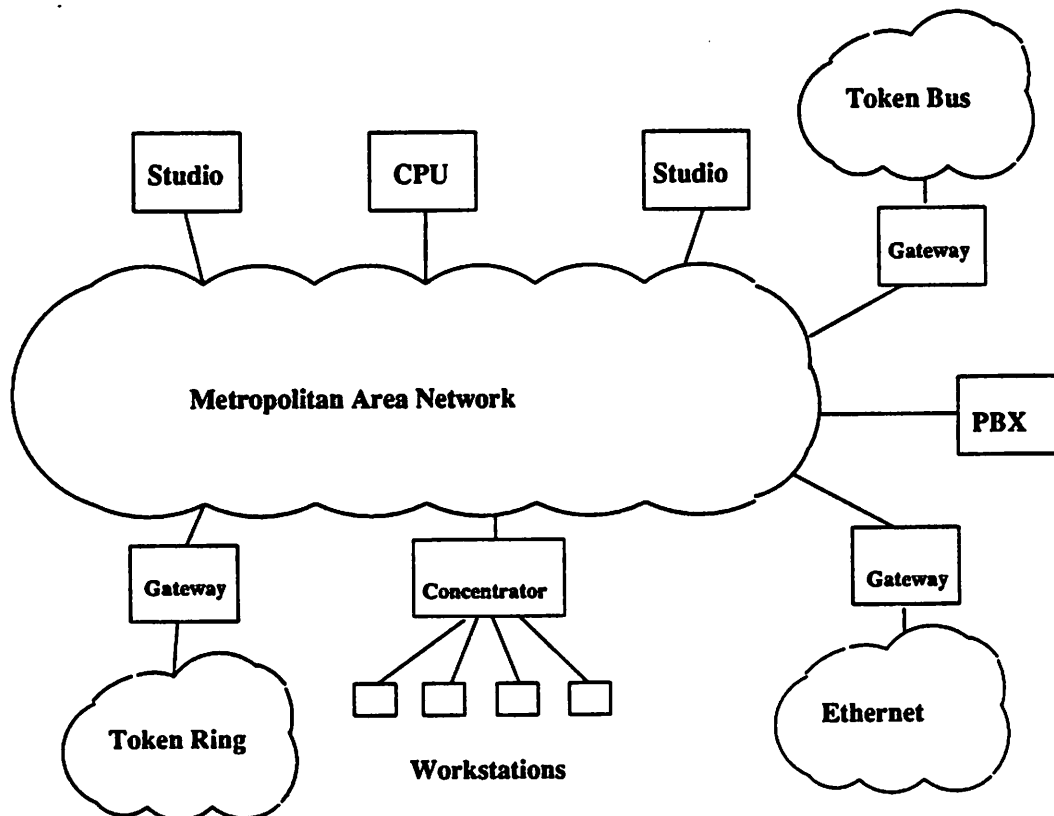 Token Bus
Studio
CPU
Studio
Gateway
Metropolitan Area Network
PBX
Gateway
Concentrator
Gateway
Token Ring
Workstations
Ethernet